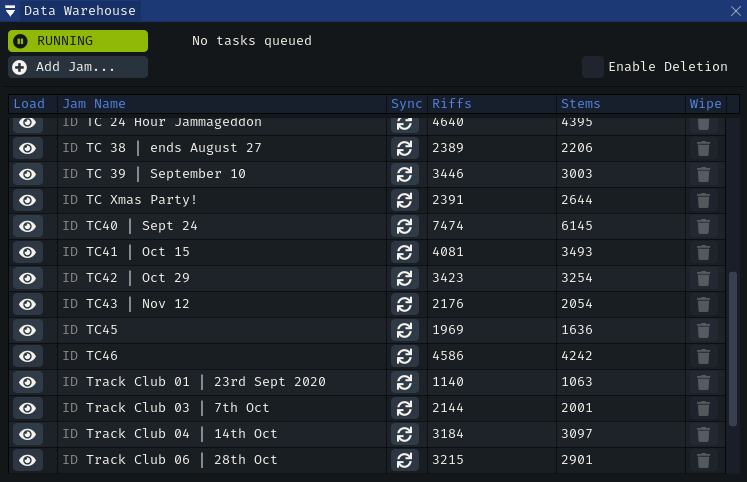 Data Warehouse
RUNNING No tasks queued
Add Jam... Enable Deletion
Load Jam Name Sync Riffs Stems Wipe
ID TC 24 Hour Jammageddon 4640 4395
ID TC 38 | ends August 27 2389 2206
ID TC 39 | September 10 3446 3003
ID TC Xmas Party! 2391 2644
ID TC40 | Sept 24 7474 6145
ID TC41 | Oct 15 4081 3493
ID TC42 | Oct 29 3423 3254
ID TC43 | Nov 12 2176 2054
ID TC45 1969 1636
ID TC46 4586 4242
ID Track Club 01 | 23rd Sept 2020 1140 1063
ID Track Club 03 | 7th Oct 2144 2001
ID Track Club 04 | 14th Oct 3184 3097
ID Track Club 06 | 28th Oct 3215 2901